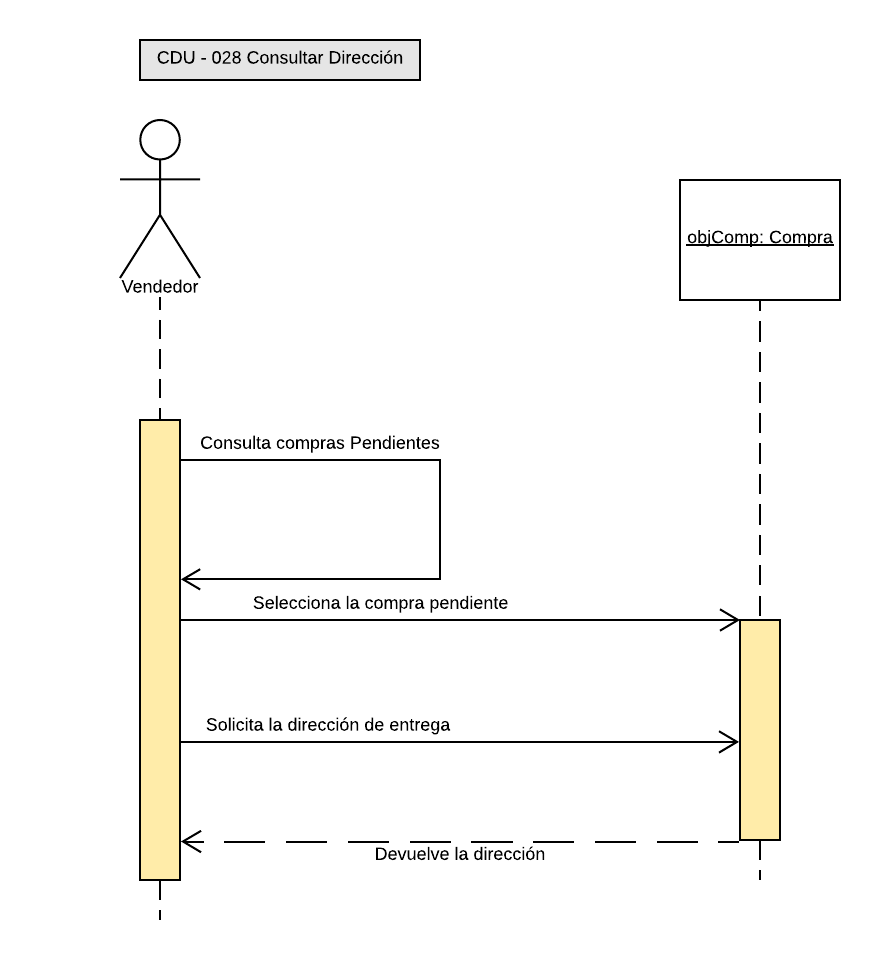 CDU - 028 Consultar Dirección
objComp: Compra
Vendedor
Consulta compras Pendientes
Selecciona la compra pendiente
Solicita la dirección de entrega
Devuelve la dirección